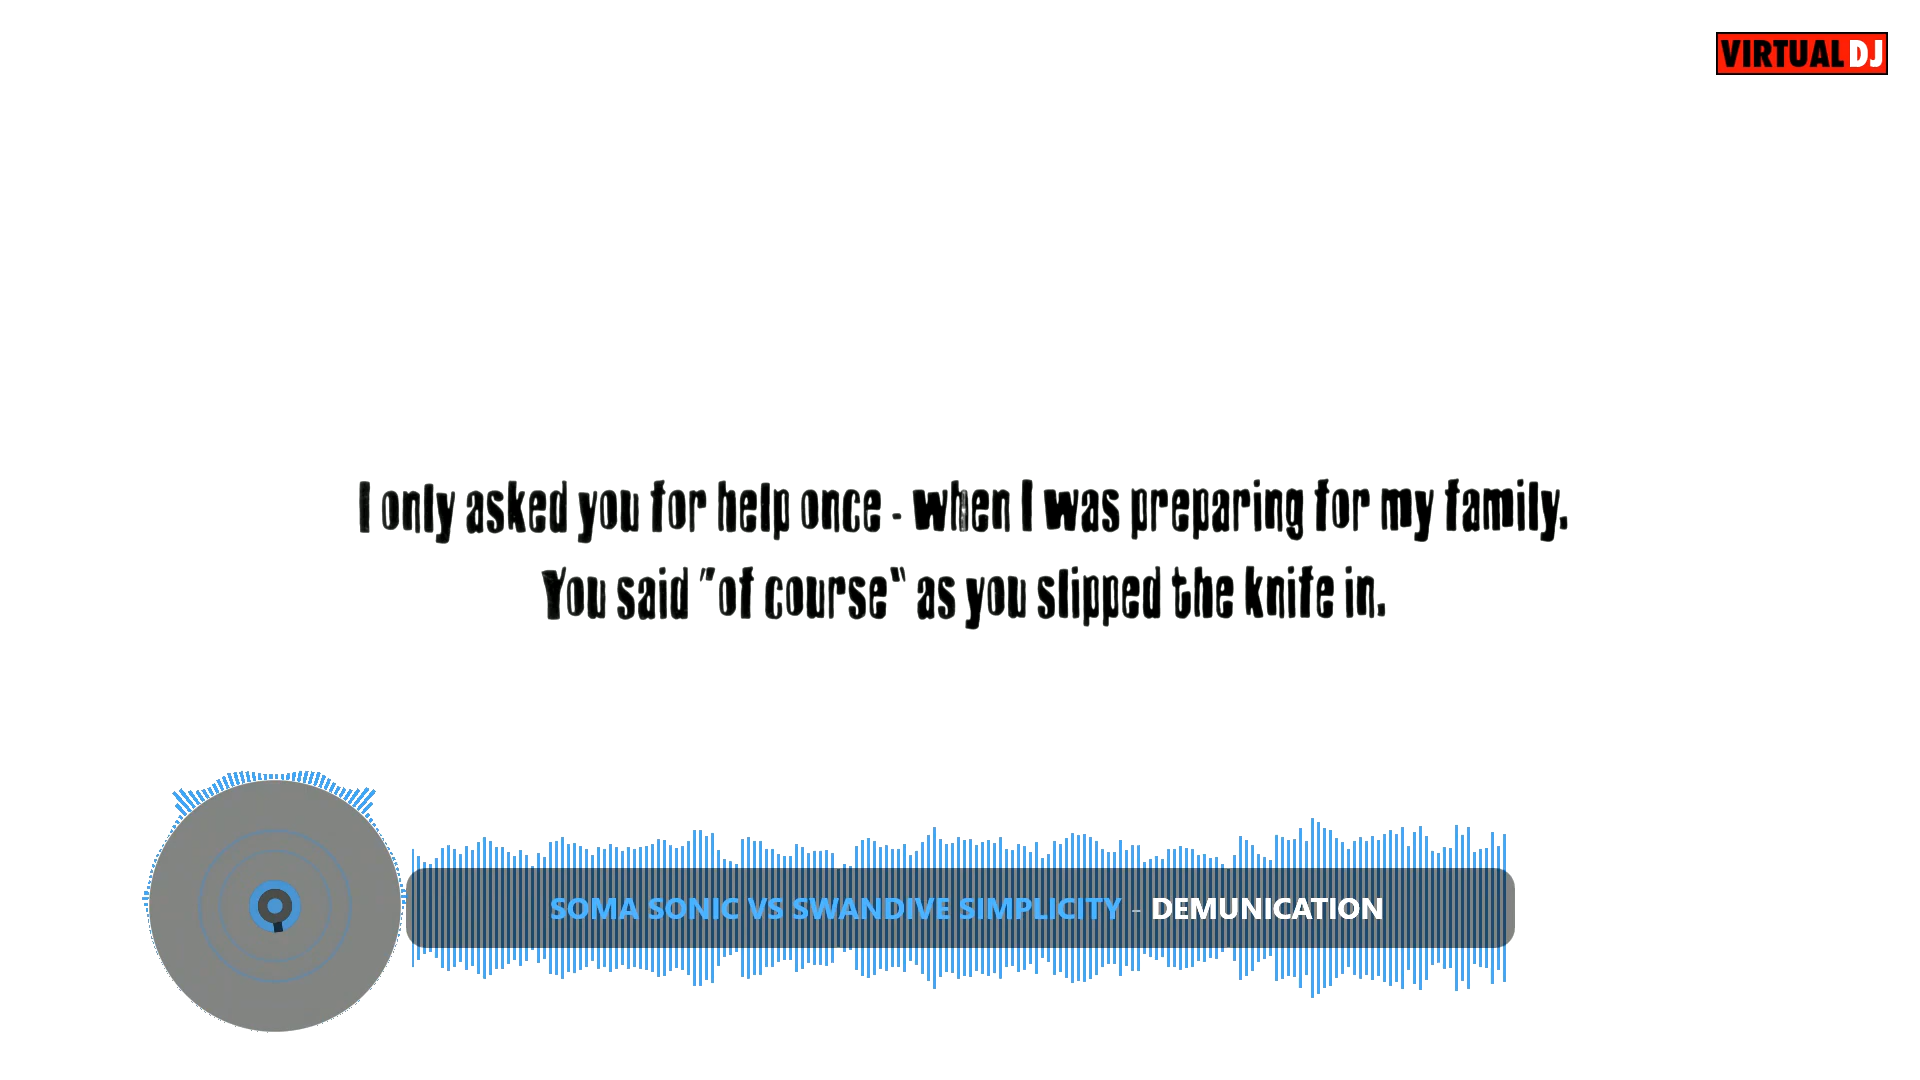 VIRTUAL DJ
I only asked you for help once - when I was preparing for my family.
You said "of course" as you slipped the knife in.
SOMA SONIC VS SWANDIVE SIMPLICITY - DEMUNICATION